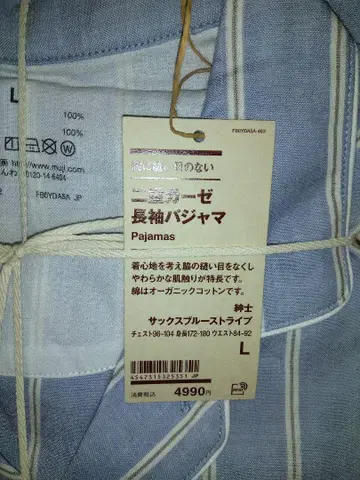 L
100%
100%
http://www.muji.com
0120-14-6404
FB0YDA5A JP
FB0YDA5A-603
脇に縫い目のない
二重ガーゼ
長袖パジャマ
Pajamas
着心地を考え脇の縫い目をなくし
やわらかな肌触りが特長です。
綿はオーガニックコットンです。
紳士
サックスブルーストライプ
チェスト96-104 身長172-180 ウエスト84-92
L
4547315325351 JP
消費税込 4990円